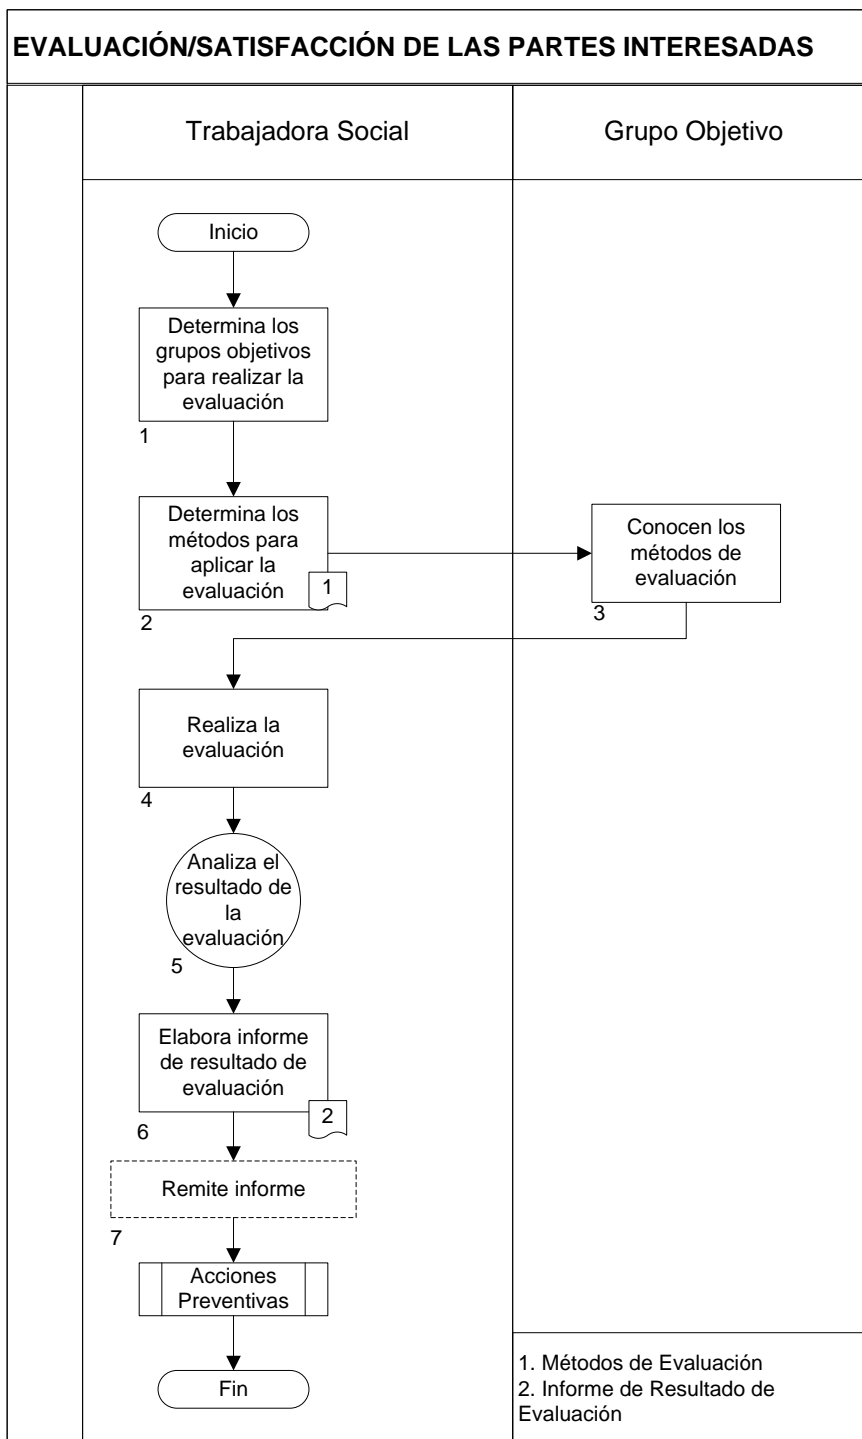 EVALUACIÓN/SATISFACCIÓN DE LAS PARTES INTERESADAS
Trabajadora Social
Grupo Objetivo
Inicio
Determina los
grupos objetivos
para realizar la
evaluación
1
Determina los
métodos para
aplicar la
evaluación
1
2
Conocen los
métodos de
evaluación
3
Realiza la
evaluación
4
Analiza el
resultado de
la
evaluación
5
Elabora informe
de resultado de
evaluación
2
6
Remite informe
7
Acciones
Preventivas
Fin
1. Métodos de Evaluación
2. Informe de Resultado de
Evaluación